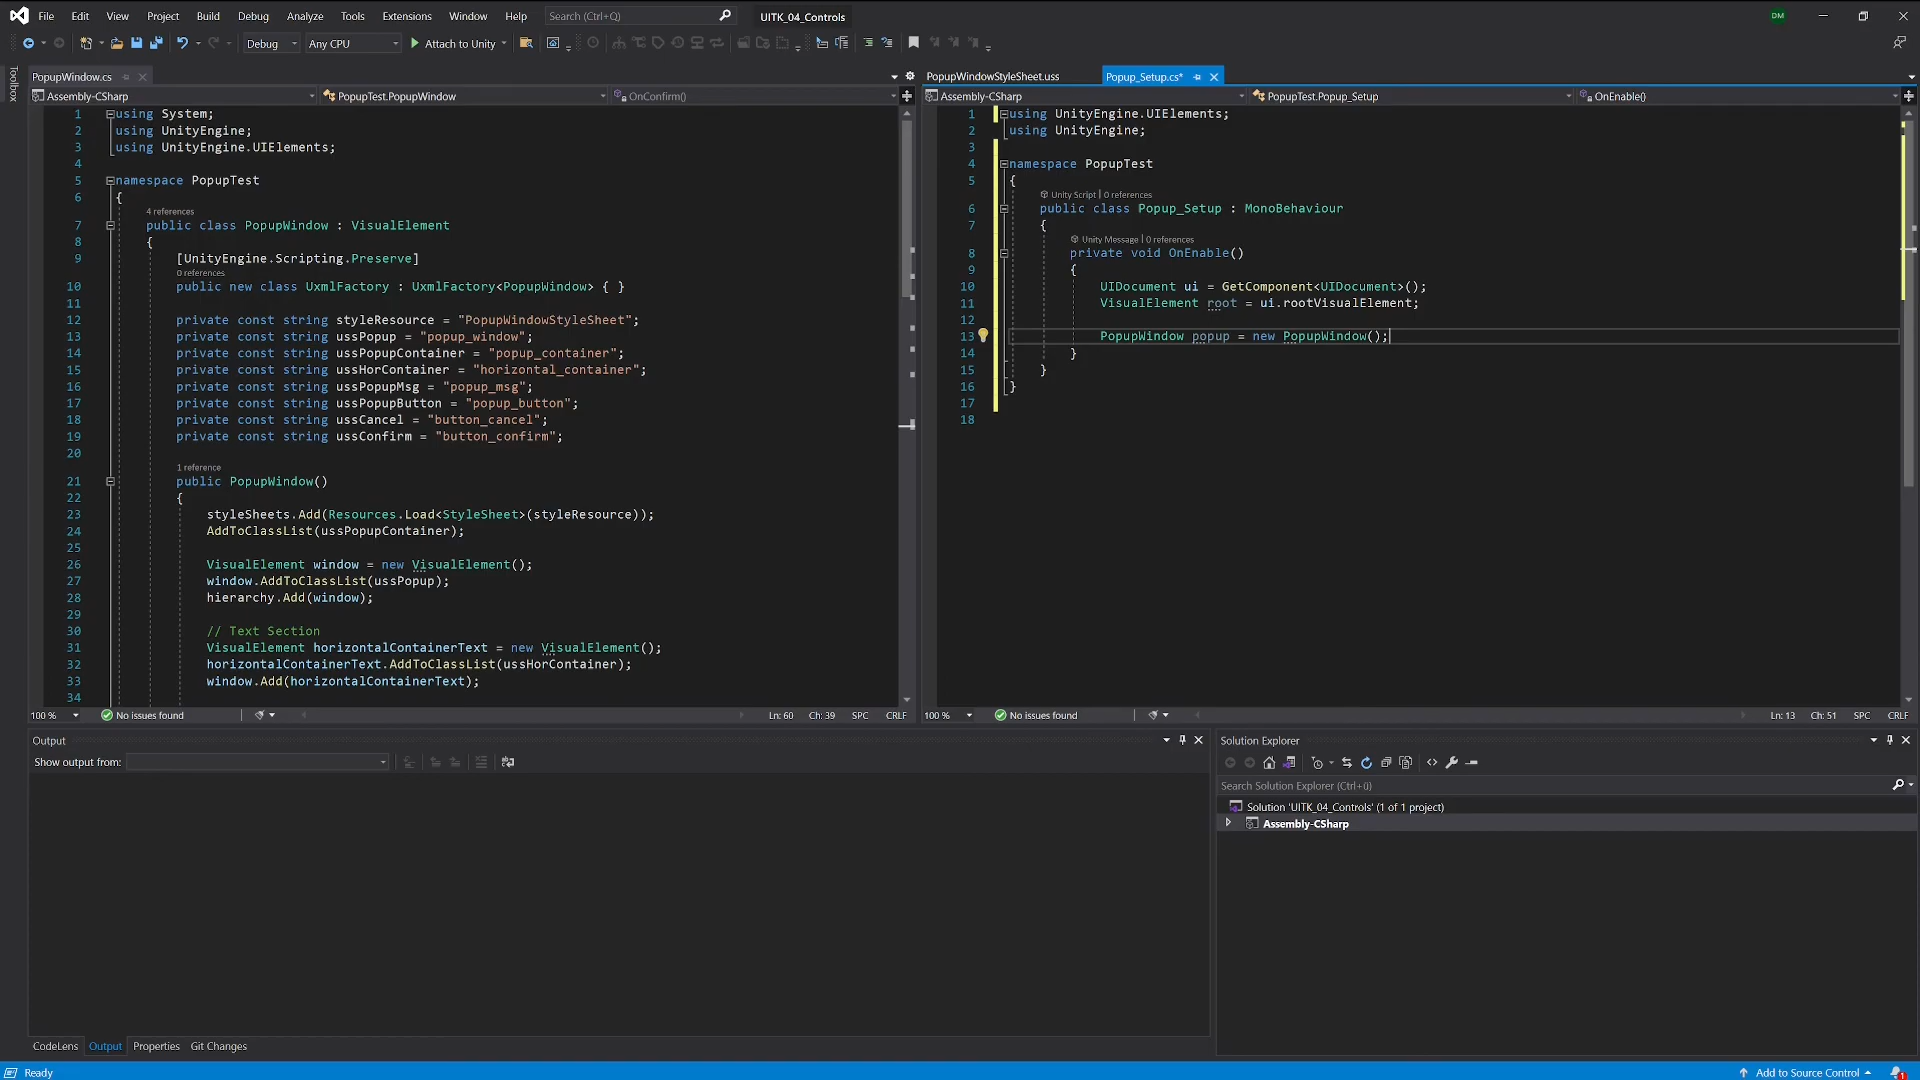 File Edit View Project Build Debug Analyze Tools Extensions Window Help Search (Ctrl+Q) UITK_04_Controls DM
Debug Any CPU Attach to Unity
Toolbox
PopupWindow.cs
Assembly-CSharp PopupTest.PopupWindow OnConfirm()
1 using System;
2 using UnityEngine;
3 using UnityEngine.UIElements;
4
5 namespace PopupTest
6 {
4 references
7 public class PopupWindow : VisualElement
8 {
9 [UnityEngine.Scripting.Preserve]
0 references
10 public new class UxmlFactory : UxmlFactory<PopupWindow> { }
11
12 private const string styleResource = "PopupWindowStyleSheet";
13 private const string ussPopup = "popup_window";
14 private const string ussPopupContainer = "popup_container";
15 private const string ussHorContainer = "horizontal_container";
16 private const string ussPopupMsg = "popup_msg";
17 private const string ussPopupButton = "popup_button";
18 private const string ussCancel = "button_cancel";
19 private const string ussConfirm = "button_confirm";
20
1 reference
21 public PopupWindow()
22 {
23 styleSheets.Add(Resources.Load<StyleSheet>(styleResource));
24 AddToClassList(ussPopupContainer);
25
26 VisualElement window = new VisualElement();
27 window.AddToClassList(ussPopup);
28 hierarchy.Add(window);
29
30 // Text Section
31 VisualElement horizontalContainerText = new VisualElement();
32 horizontalContainerText.AddToClassList(ussHorContainer);
33 window.Add(horizontalContainerText);
34
100 % No issues found Ln: 60 Ch: 39 SPC CRLF
PopupWindowStyleSheet.uss Popup_Setup.cs*
Assembly-CSharp PopupTest.Popup_Setup OnEnable()
1 using UnityEngine.UIElements;
2 using UnityEngine;
3
4 namespace PopupTest
5 {
Unity Script | 0 references
6 public class Popup_Setup : MonoBehaviour
7 {
Unity Message | 0 references
8 private void OnEnable()
9 {
10 UIDocument ui = GetComponent<UIDocument>();
11 VisualElement root = ui.rootVisualElement;
12
13 PopupWindow popup = new PopupWindow();
14 }
15 }
16 }
17
18
100 % No issues found Ln: 13 Ch: 51 SPC CRLF
Output
Show output from:
Solution Explorer
Search Solution Explorer (Ctrl+ü)
Solution 'UITK_04_Controls' (1 of 1 project)
Assembly-CSharp
CodeLens Output Properties Git Changes
Ready Add to Source Control 1